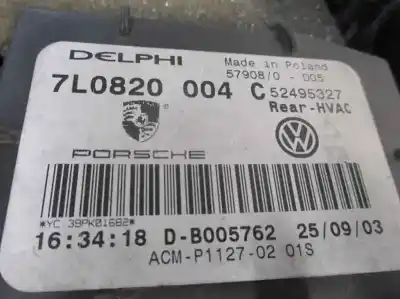 DELPHI Made in Poland
57908/0 - 005
7L0820 004 C 52495327
Rear-HVAC
PORSCHE
*YC 39PK01682*
16:34:18 D-B005762 25/09/03
ACM-P1127-02 01S